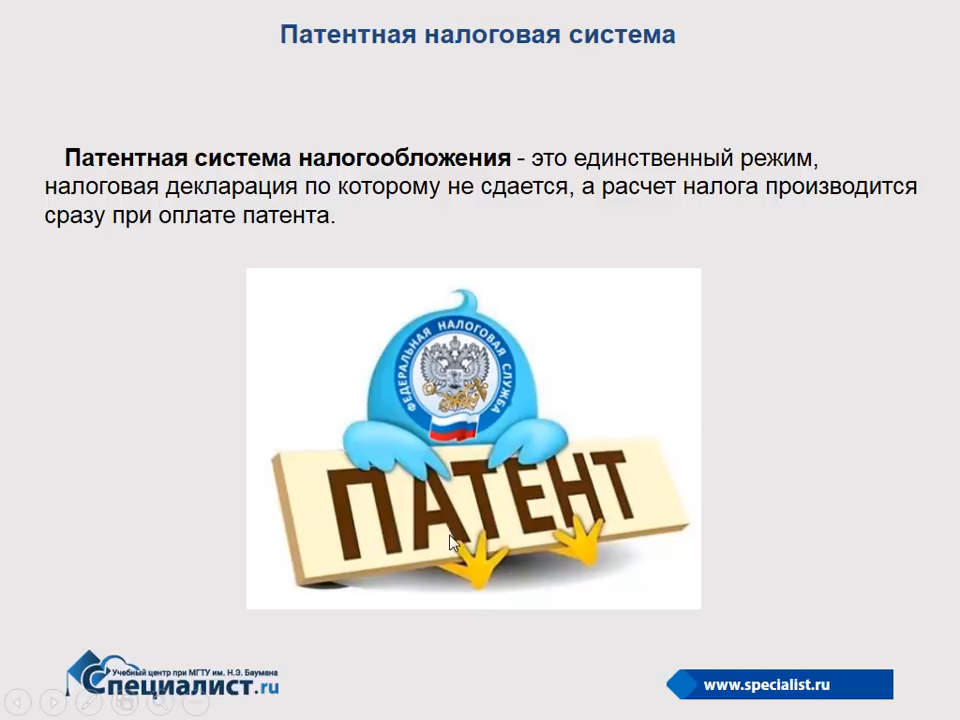 Патентная налоговая система
Патентная система налогообложения - это единственный режим,
налоговая декларация по которому не сдается, а расчет налога производится
сразу при оплате патента.
ФЕДЕРАЛЬНАЯ НАЛОГОВАЯ СЛУЖБА
ПАТЕНТ
Учебный центр при МГТУ им. Н.Э. Баумана
Специалист.ru
www.specialist.ru